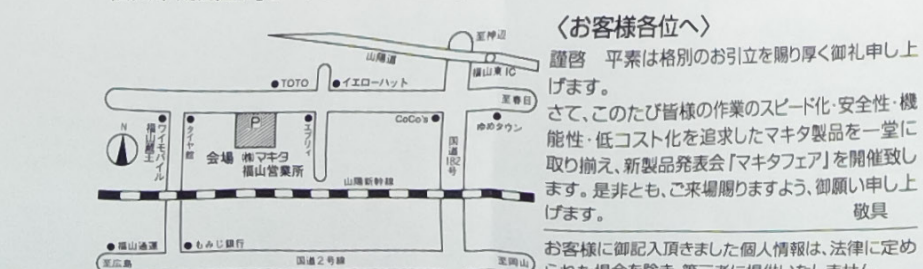 至神辺
山陽道
福山東IC
TOTO
イエローハット
至春日
CoCo's
ゆめタウン
N
ワイモバイル
福山蔵王
タイヤ館
P
エブリイ
会場 ㈱マキタ
福山営業所
国道182号
山陽新幹線
福山通運
もみじ銀行
至広島
国道2号線
至岡山
〈お客様各位へ〉
謹啓 平素は格別のお引立を賜り厚く御礼申し上
げます。
さて、このたび皆様の作業のスピード化・安全性・機
能性・低コスト化を追求したマキタ製品を一堂に
取り揃え、新製品発表会「マキタフェア」を開催致し
ます。是非とも、ご来場賜りますよう、御願い申し上
げます。 敬具
お客様に御記入頂きました個人情報は、法律に定め